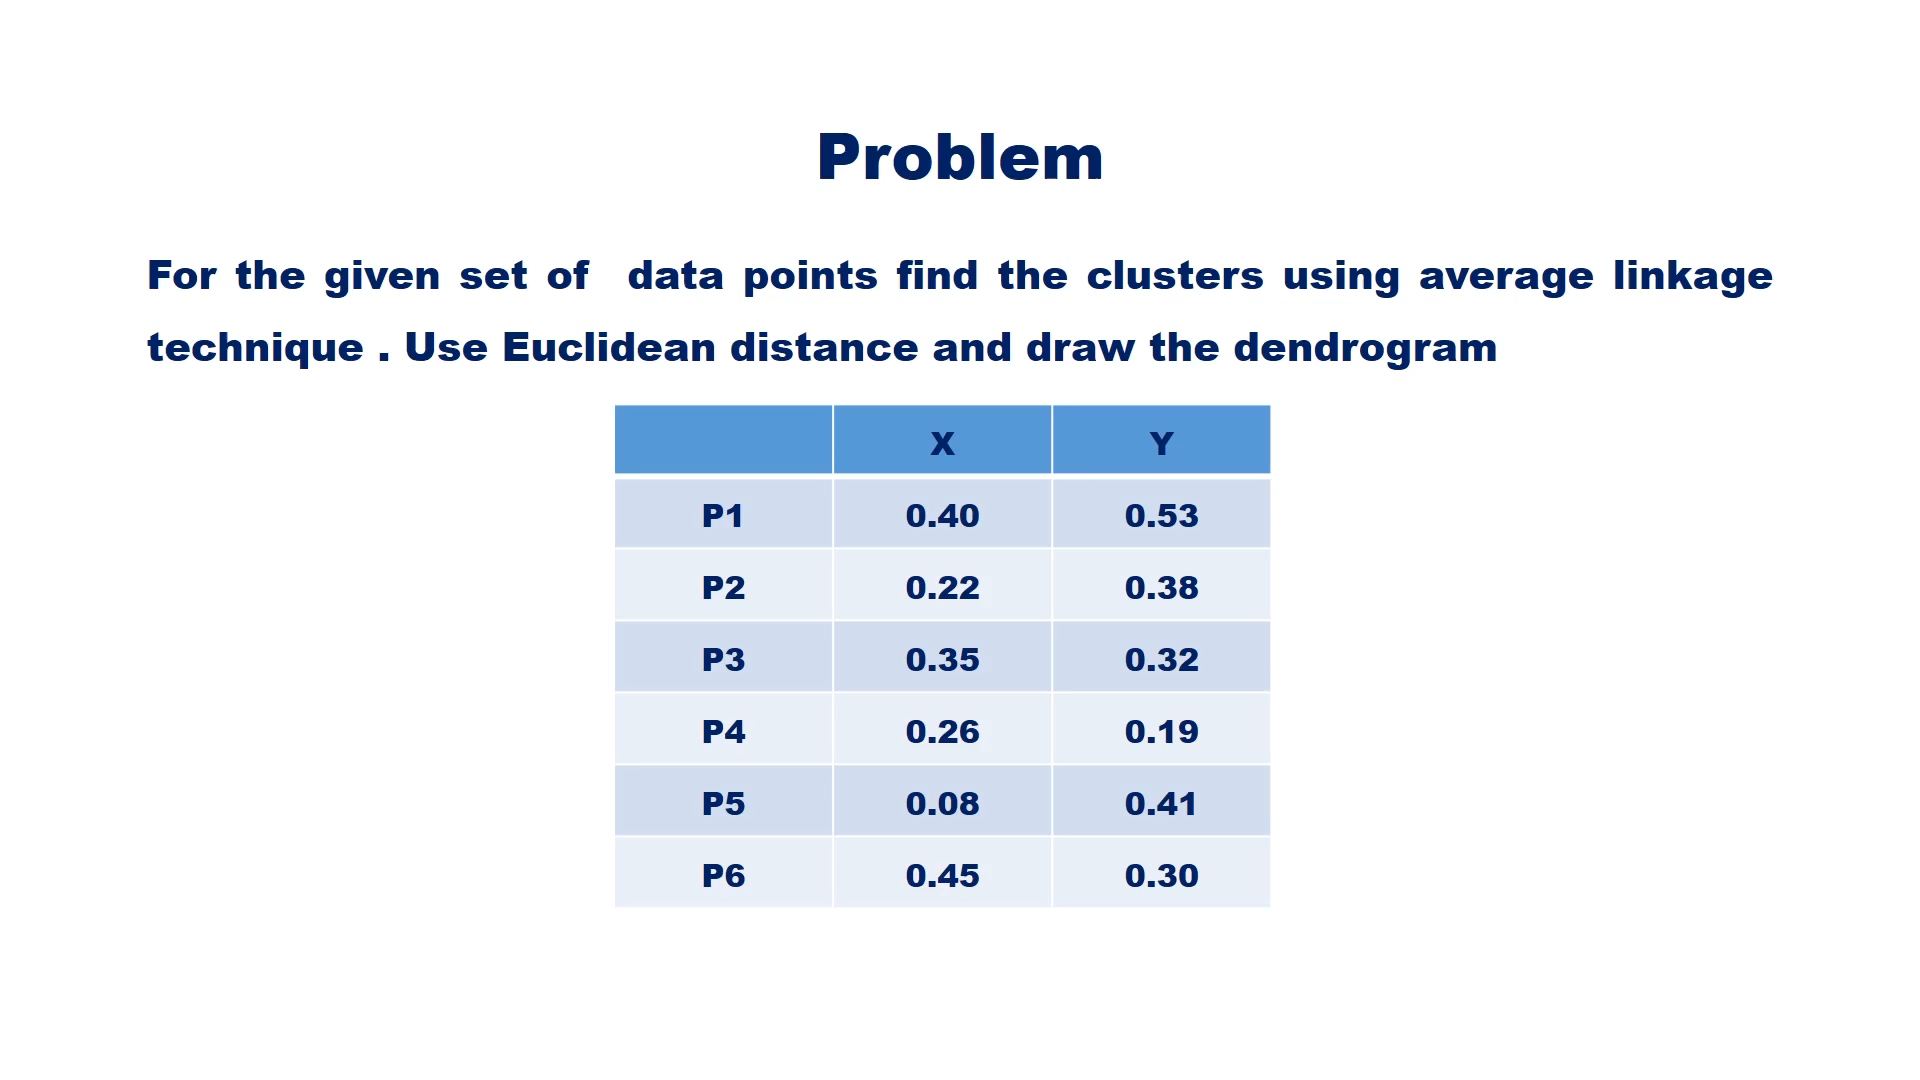 Problem
For the given set of data points find the clusters using average linkage
technique . Use Euclidean distance and draw the dendrogram
X Y
P1 0.40 0.53
P2 0.22 0.38
P3 0.35 0.32
P4 0.26 0.19
P5 0.08 0.41
P6 0.45 0.30